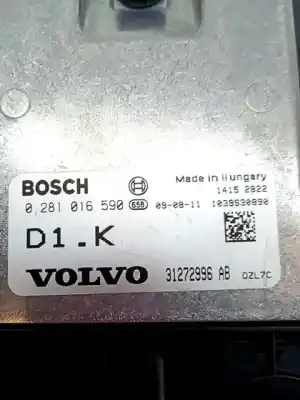 Made in Hungary
BOSCH 1415 2822
0 281 016 590 658 09-08-11 1039S30890
D1.K
VOLVO 31272996 AB DZL7C